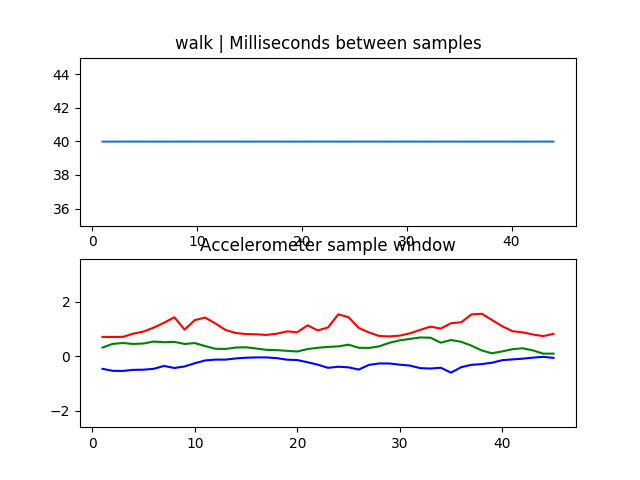 walk | Milliseconds between samples
44
42
40
38
36
0 10 20 30 40
Accelerometer sample window
2
0
−2
0 10 20 30 40